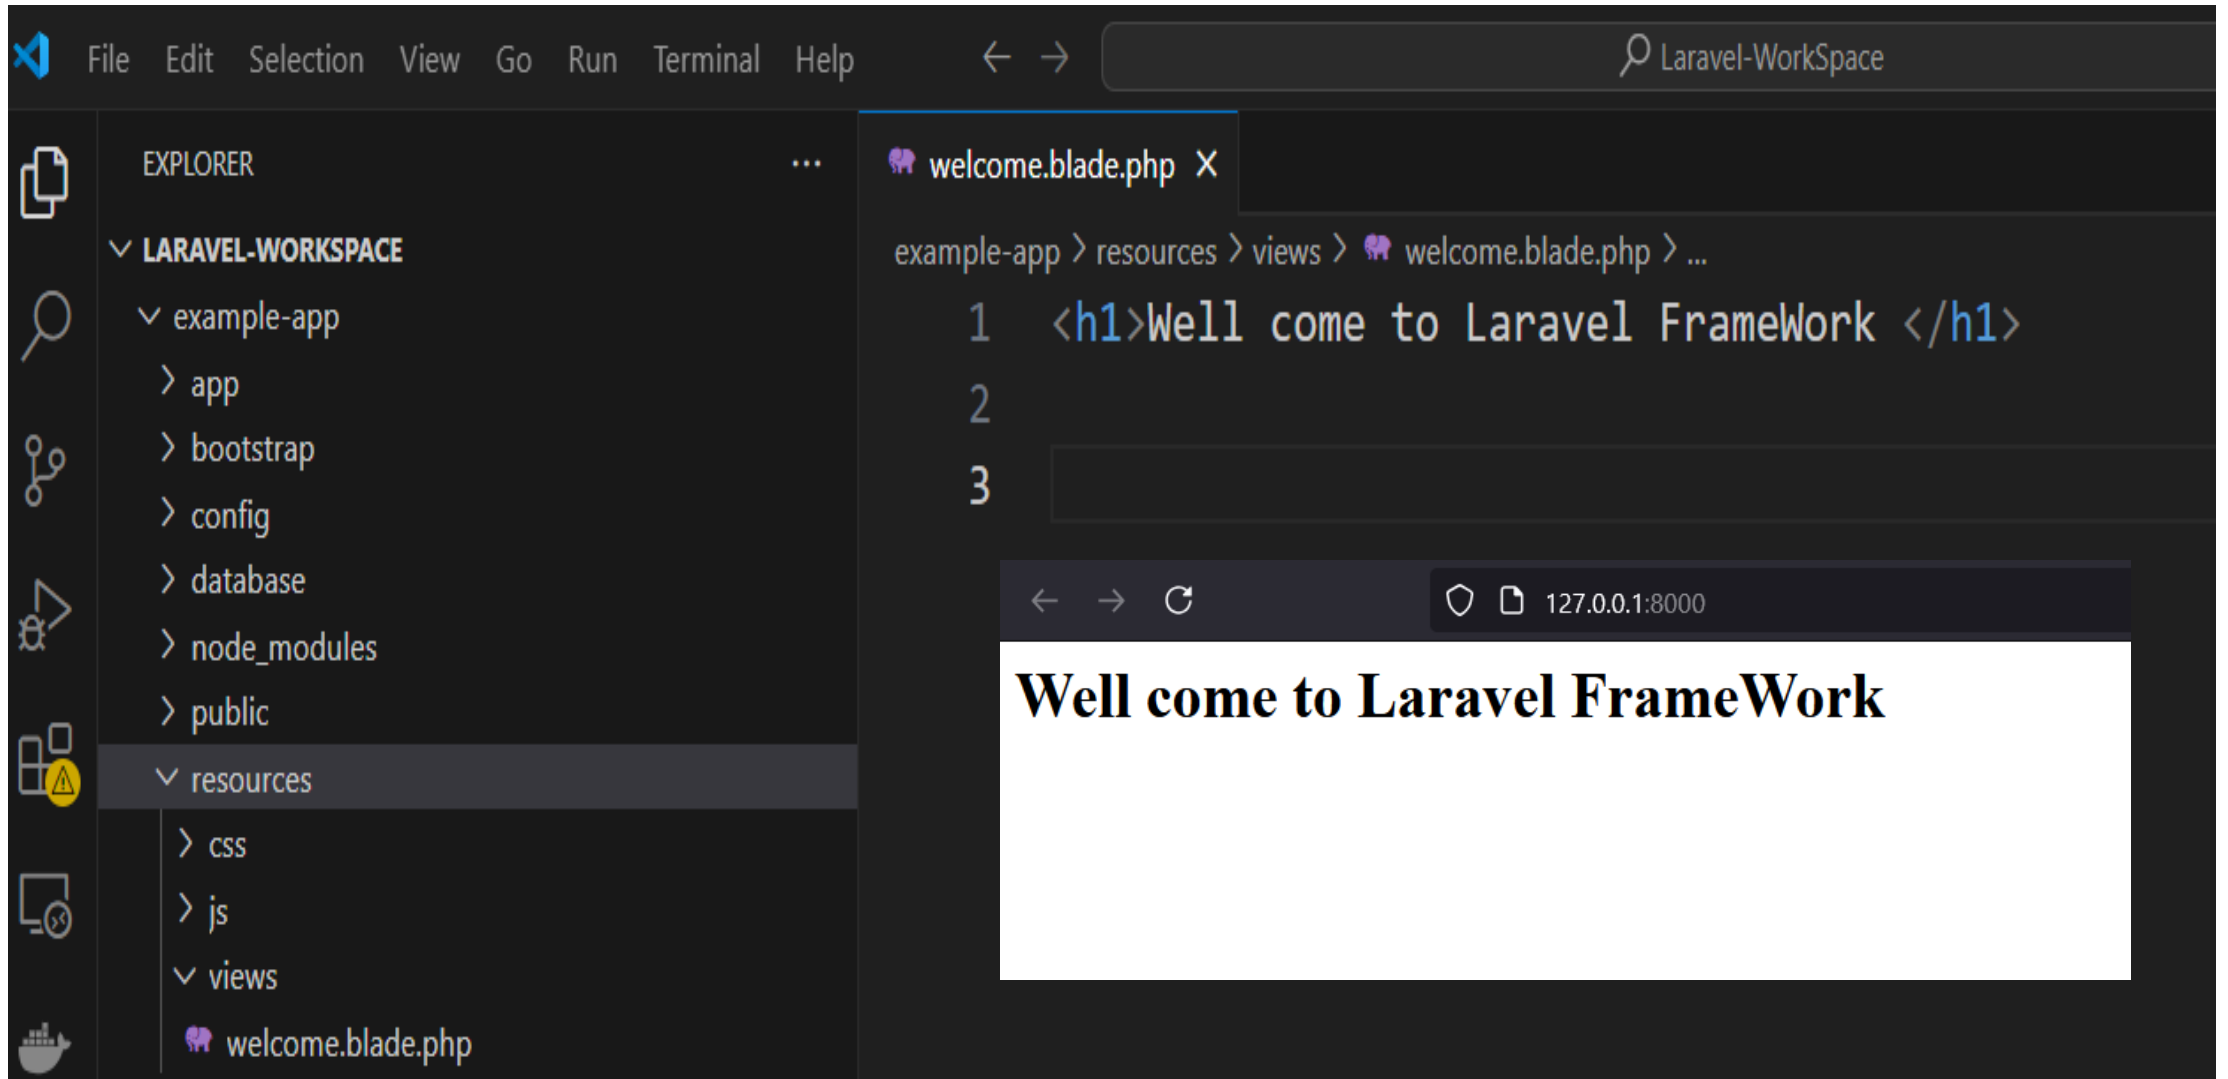 File Edit Selection View Go Run Terminal Help
Laravel-WorkSpace
EXPLORER
LARAVEL-WORKSPACE
example-app
app
bootstrap
config
database
node_modules
public
resources
css
js
views
welcome.blade.php
welcome.blade.php
example-app > resources > views > welcome.blade.php > ...
1 <h1>Well come to Laravel FrameWork </h1>
2
3
127.0.0.1:8000
Well come to Laravel FrameWork